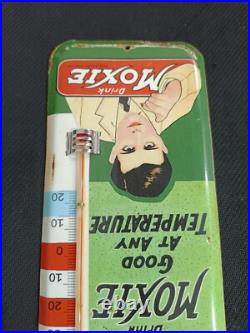 Drink
MOXIE
GOOD
AT ANY
TEMPERATURE
Drink
MOXIE
20
10
0
10
20